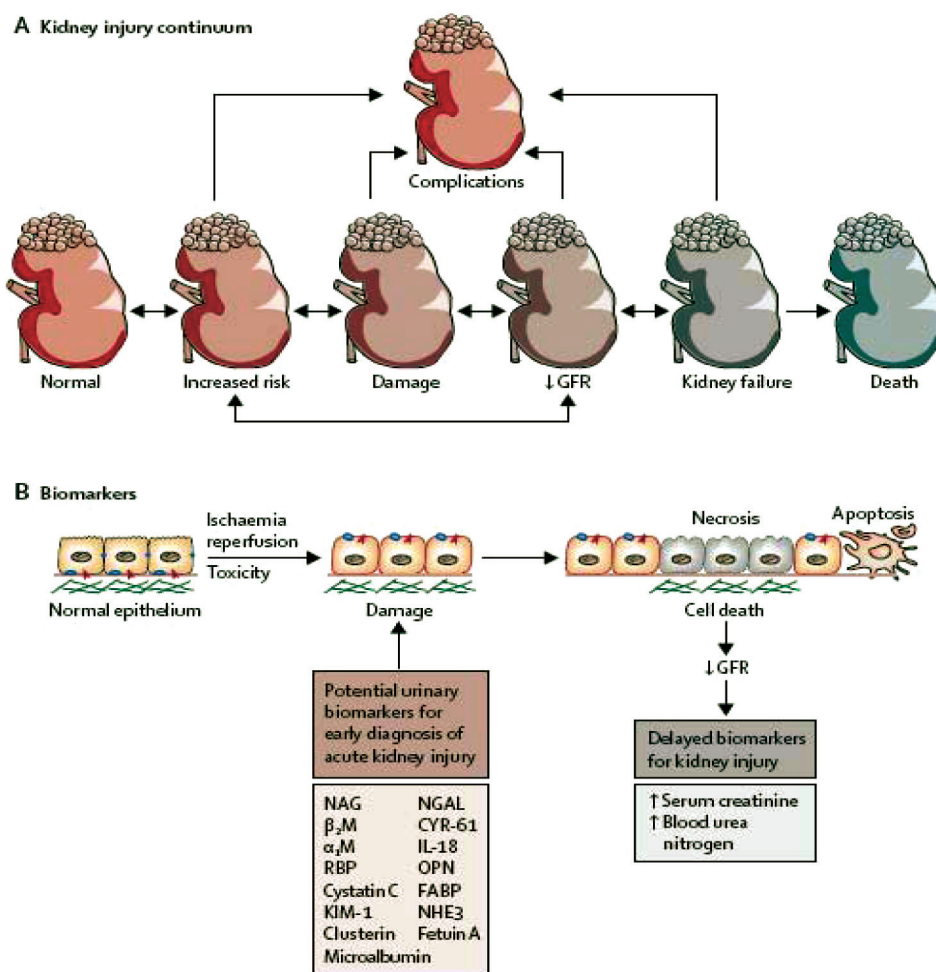 A Kidney injury continuum
Complications
Normal
Increased risk
Damage
↓GFR
Kidney failure
Death
B Biomarkers
Normal epithelium
Ischaemia
reperfusion
Toxicity
Damage
Necrosis
Apoptosis
Cell death
↓GFR
Potential urinary
biomarkers for
early diagnosis of
acute kidney injury
NAG NGAL
β₂M CYR-61
α₁M IL-18
RBP OPN
Cystatin C FABP
KIM-1 NHE3
Clusterin Fetuin A
Microalbumin
Delayed biomarkers
for kidney injury
↑Serum creatinine
↑Blood urea
nitrogen